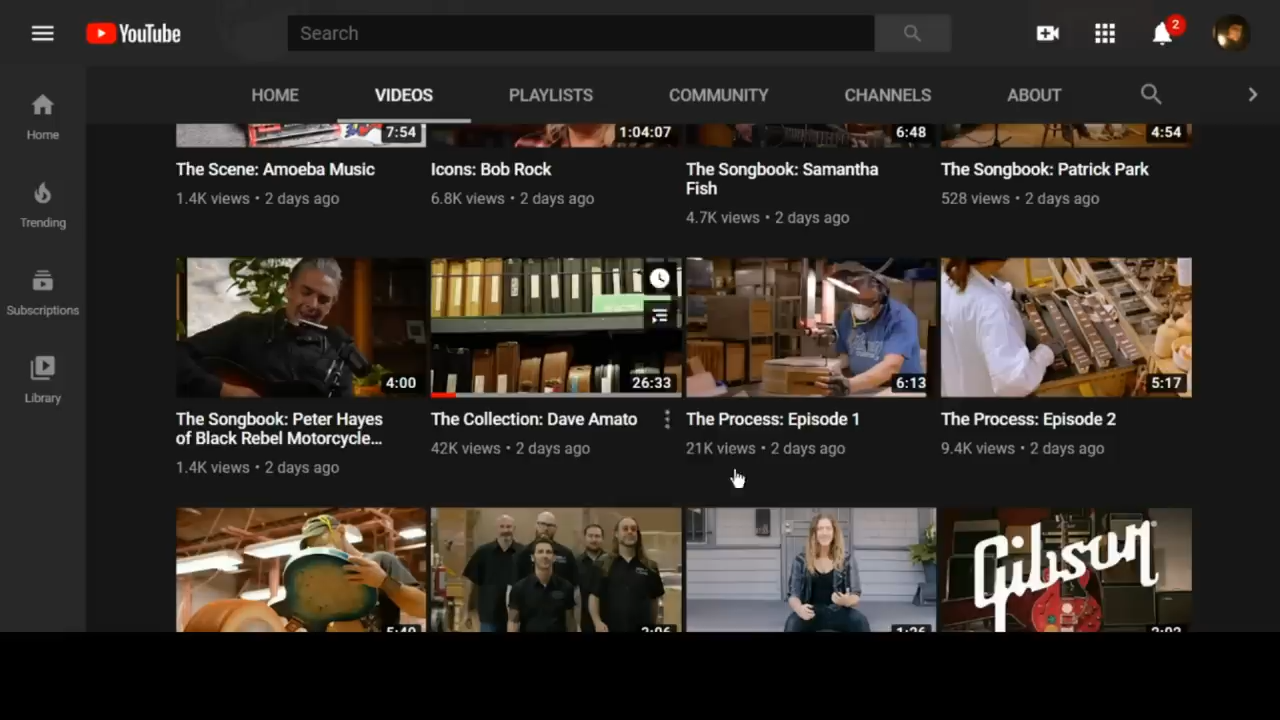 YouTube
Search
2
HOME VIDEOS PLAYLISTS COMMUNITY CHANNELS ABOUT
Home
Trending
Subscriptions
Library
7:54 1:04:07 6:48 4:54
The Scene: Amoeba Music
1.4K views • 2 days ago
Icons: Bob Rock
6.8K views • 2 days ago
The Songbook: Samantha
Fish
4.7K views • 2 days ago
The Songbook: Patrick Park
528 views • 2 days ago
4:00 26:33 6:13 5:17
The Songbook: Peter Hayes
of Black Rebel Motorcycle...
1.4K views • 2 days ago
The Collection: Dave Amato
42K views • 2 days ago
The Process: Episode 1
21K views • 2 days ago
The Process: Episode 2
9.4K views • 2 days ago
Gibson